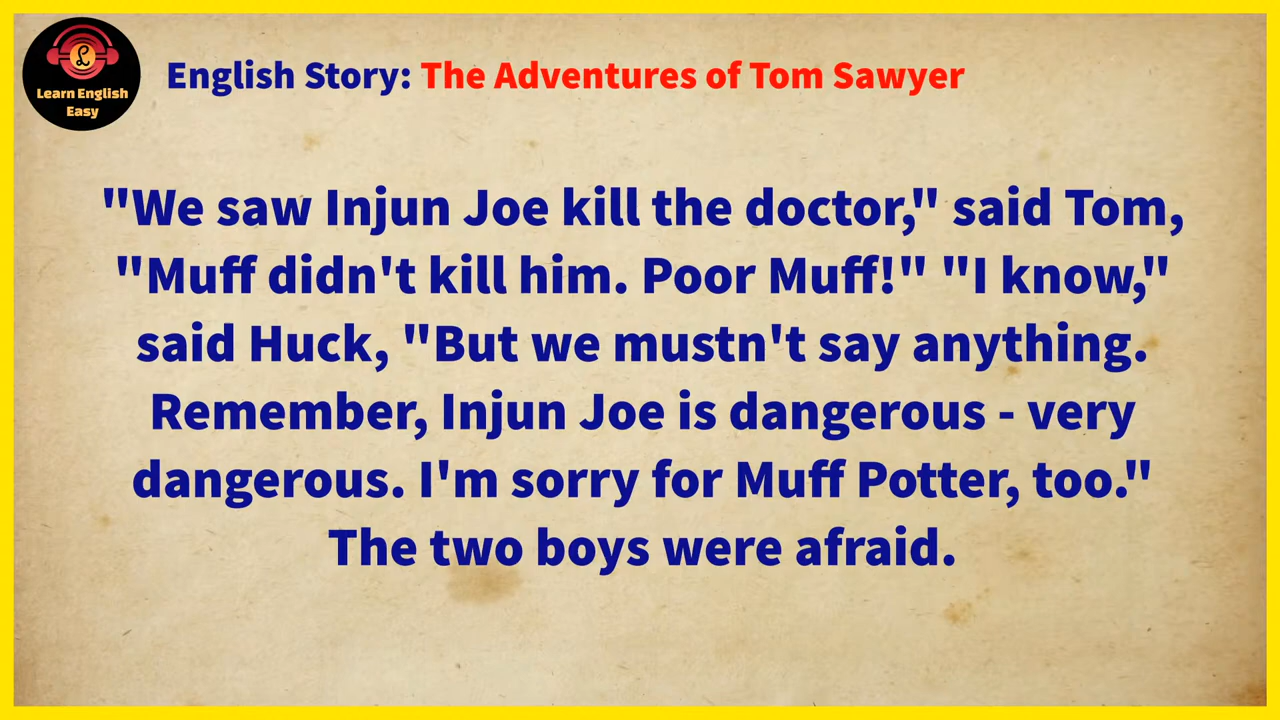 Learn English
Easy
English Story: The Adventures of Tom Sawyer
"We saw Injun Joe kill the doctor," said Tom,
"Muff didn't kill him. Poor Muff!" "I know,"
said Huck, "But we mustn't say anything.
Remember, Injun Joe is dangerous - very
dangerous. I'm sorry for Muff Potter, too."
The two boys were afraid.